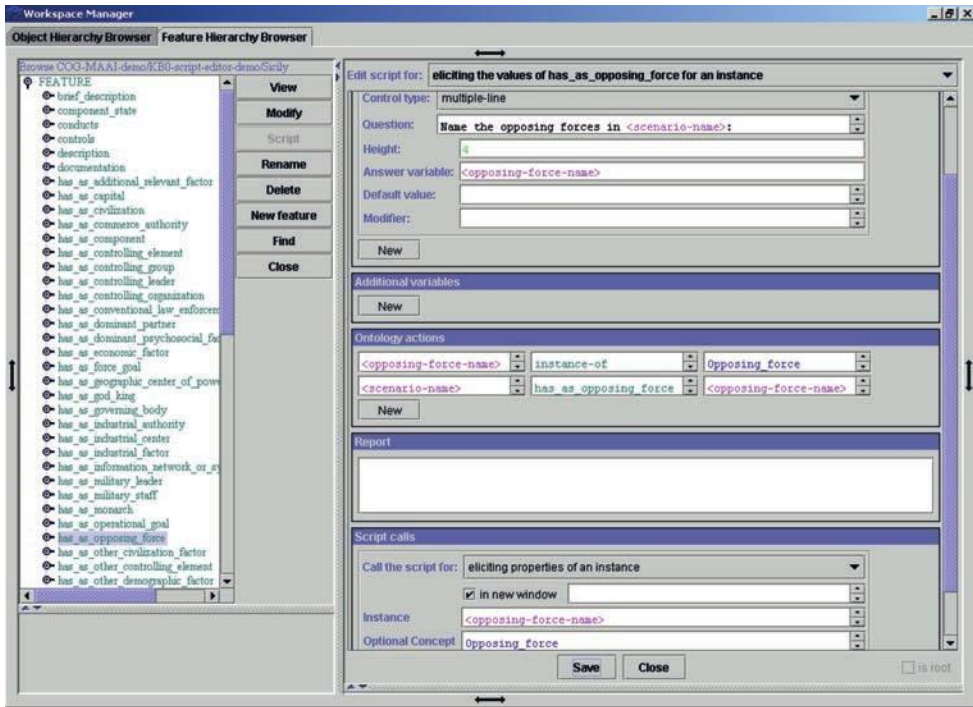 Workspace Manager
Object Hierarchy Browser
Feature Hierarchy Browser
Browse COG-MAAI-demo/KB0-script-editor-demo/Sicily
FEATURE
brief_description
component_state
conducts
controls
description
documentation
has_as_additional_relevant_factor
has_as_capital
has_as_civilization
has_as_commerce_authority
has_as_component
has_as_controlling_element
has_as_controlling_group
has_as_controlling_leader
has_as_controlling_organization
has_as_conventional_law_enforcem
has_as_dominant_partner
has_as_dominant_psychosocial_fac
has_as_economic_factor
has_as_force_goal
has_as_geographic_center_of_powe
has_as_god_king
has_as_governing_body
has_as_industrial_authority
has_as_industrial_center
has_as_industrial_factor
has_as_information_network_or_sy
has_as_military_leader
has_as_military_staff
has_as_monarch
has_as_operational_goal
has_as_opposing_force
has_as_other_civilization_factor
has_as_other_controlling_element
has_as_other_demographic_factor
View
Modify
Script
Rename
Delete
New feature
Find
Close
Edit script for: eliciting the values of has_as_opposing_force for an instance
Control type: multiple-line
Question: Name the opposing forces in <scenario-name>:
Height: 4
Answer variable: <opposing-force-name>
Default value:
Modifier:
New
Additional variables
New
Ontology actions
<opposing-force-name> instance-of Opposing_force
<scenario-name> has_as_opposing_force <opposing-force-name>
New
Report
Script calls
Call the script for: eliciting properties of an instance
in new window
Instance <opposing-force-name>
Optional Concept Opposing_force
Save Close is root